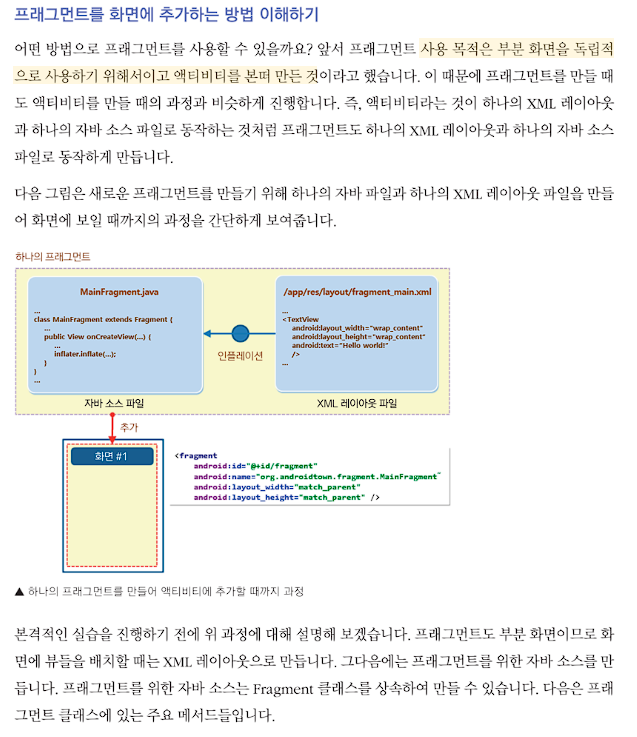 프래그먼트를 화면에 추가하는 방법 이해하기
어떤 방법으로 프래그먼트를 사용할 수 있을까요? 앞서 프래그먼트 사용 목적은 부분 화면을 독립적
으로 사용하기 위해서이고 액티비티를 본떠 만든 것이라고 했습니다. 이 때문에 프래그먼트를 만들 때
도 액티비티를 만들 때의 과정과 비슷하게 진행합니다. 즉, 액티비티라는 것이 하나의 XML 레이아웃
과 하나의 자바 소스 파일로 동작하는 것처럼 프래그먼트도 하나의 XML 레이아웃과 하나의 자바 소스
파일로 동작하게 만듭니다.
다음 그림은 새로운 프래그먼트를 만들기 위해 하나의 자바 파일과 하나의 XML 레이아웃 파일을 만들
어 화면에 보일 때까지의 과정을 간단하게 보여줍니다.
하나의 프래그먼트
MainFragment.java
...
class MainFragment extends Fragment {
...
public View onCreateView(...) {
...
inflater.inflate(...);
}
}
...
자바 소스 파일
인플레이션
/app/res/layout/fragment_main.xml
...
<TextView
android:layout_width="wrap_content"
android:layout_height="wrap_content"
android:text="Hello world!"
/>
...
XML 레이아웃 파일
추가
화면 #1
<fragment
android:id="@+id/fragment"
android:name="org.androidtown.fragment.MainFragment"
android:layout_width="match_parent"
android:layout_height="match_parent" />
▲ 하나의 프래그먼트를 만들어 액티비티에 추가할 때까지 과정
본격적인 실습을 진행하기 전에 위 과정에 대해 설명해 보겠습니다. 프래그먼트도 부분 화면이므로 화
면에 뷰들을 배치할 때는 XML 레이아웃으로 만듭니다. 그다음에는 프래그먼트를 위한 자바 소스를 만
듭니다. 프래그먼트를 위한 자바 소스는 Fragment 클래스를 상속하여 만들 수 있습니다. 다음은 프래
그먼트 클래스에 있는 주요 메서드들입니다.